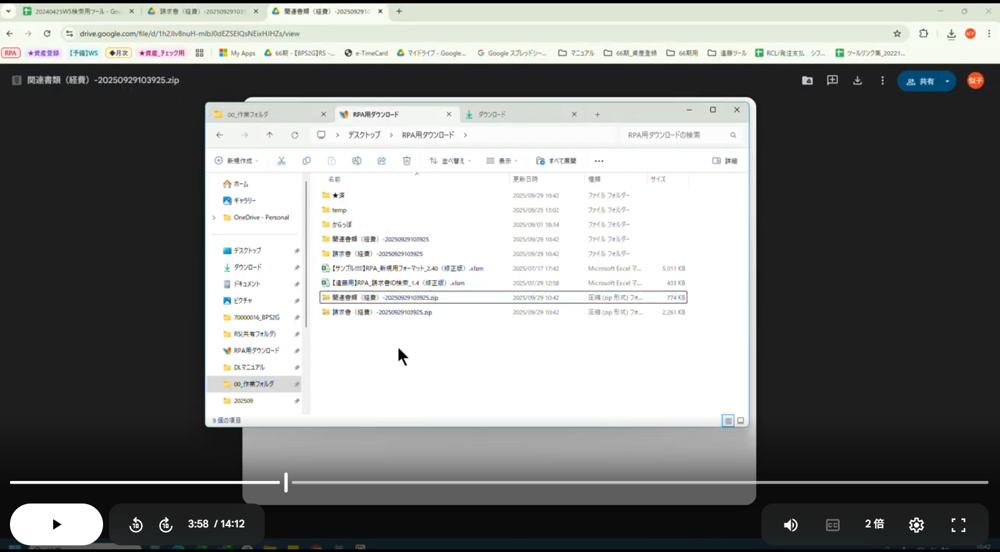 20240425WS検索用ツール - Goo
請求書（経費）-2025092910393
関連書類（経費）-2025092910
drive.google.com/file/d/1h2JIv8nuH-mlbJ0dEZSEIQsNEixHJHZs/view
RPA
★資産登録
【予備】WS
◆月次
★資産_チェック用
My Apps
66期 - 【BPS2G】RS -...
e-TimeCard
マイドライブ - Google...
Google スプレッドシー...
マニュアル
66期_資産登録
66期用
遠藤ツール
RCL/発注支払 シフ...
ツールリンク集_20221...
関連書類（経費）-20250929103925.zip
共有
似子
00_作業フォルダ
RPA用ダウンロード
ダウンロード
デスクトップ
RPA用ダウンロード
RPA用ダウンロードの検索
新規作成
並べ替え
表示
すべて展開
詳細
ホーム
ギャラリー
OneDrive - Personal
デスクトップ
ダウンロード
ドキュメント
ピクチャ
70000016_BPS2G
RS(共有フォルダ)
RPA用ダウンロード
DLマニュアル
00_作業フォルダ
202509
名前 更新日時 種類 サイズ
★済 2025/09/29 10:42 ファイル フォルダー
temp 2025/09/25 13:02 ファイル フォルダー
からっぽ 2025/09/01 18:34 ファイル フォルダー
関連書類（経費）-20250929103925 2025/09/29 10:42 ファイル フォルダー
請求書（経費）-20250929103925 2025/09/29 10:42 ファイル フォルダー
【サンプル!!!!!】RPA_新規用フォーマット_2.40（修正版）.xlsm 2025/07/17 17:42 Microsoft Excel マ... 5,011 KB
【遠藤用】RPA_請求書ID検索_1.4（修正版）.xlsm 2025/07/29 12:58 Microsoft Excel マ... 433 KB
関連書類（経費）-20250929103925.zip 2025/09/29 10:42 圧縮 (zip 形式) フォ... 774 KB
請求書（経費）-20250929103925.zip 2025/09/29 10:42 圧縮 (zip 形式) フォ... 2,261 KB
9 個の項目
10
10
3:58 / 14:12
CC
2 倍
10:42